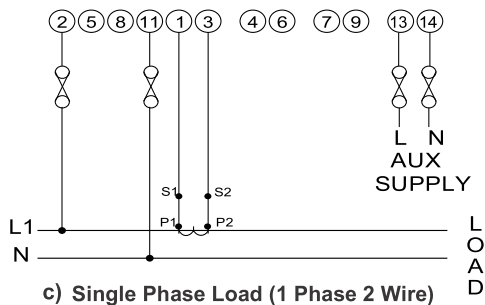 2 5 8 11 1 3 4 6 7 9 13 14
L N
AUX
SUPPLY
S1 S2
P1 P2
L1
N
LOAD
c) Single Phase Load (1 Phase 2 Wire)